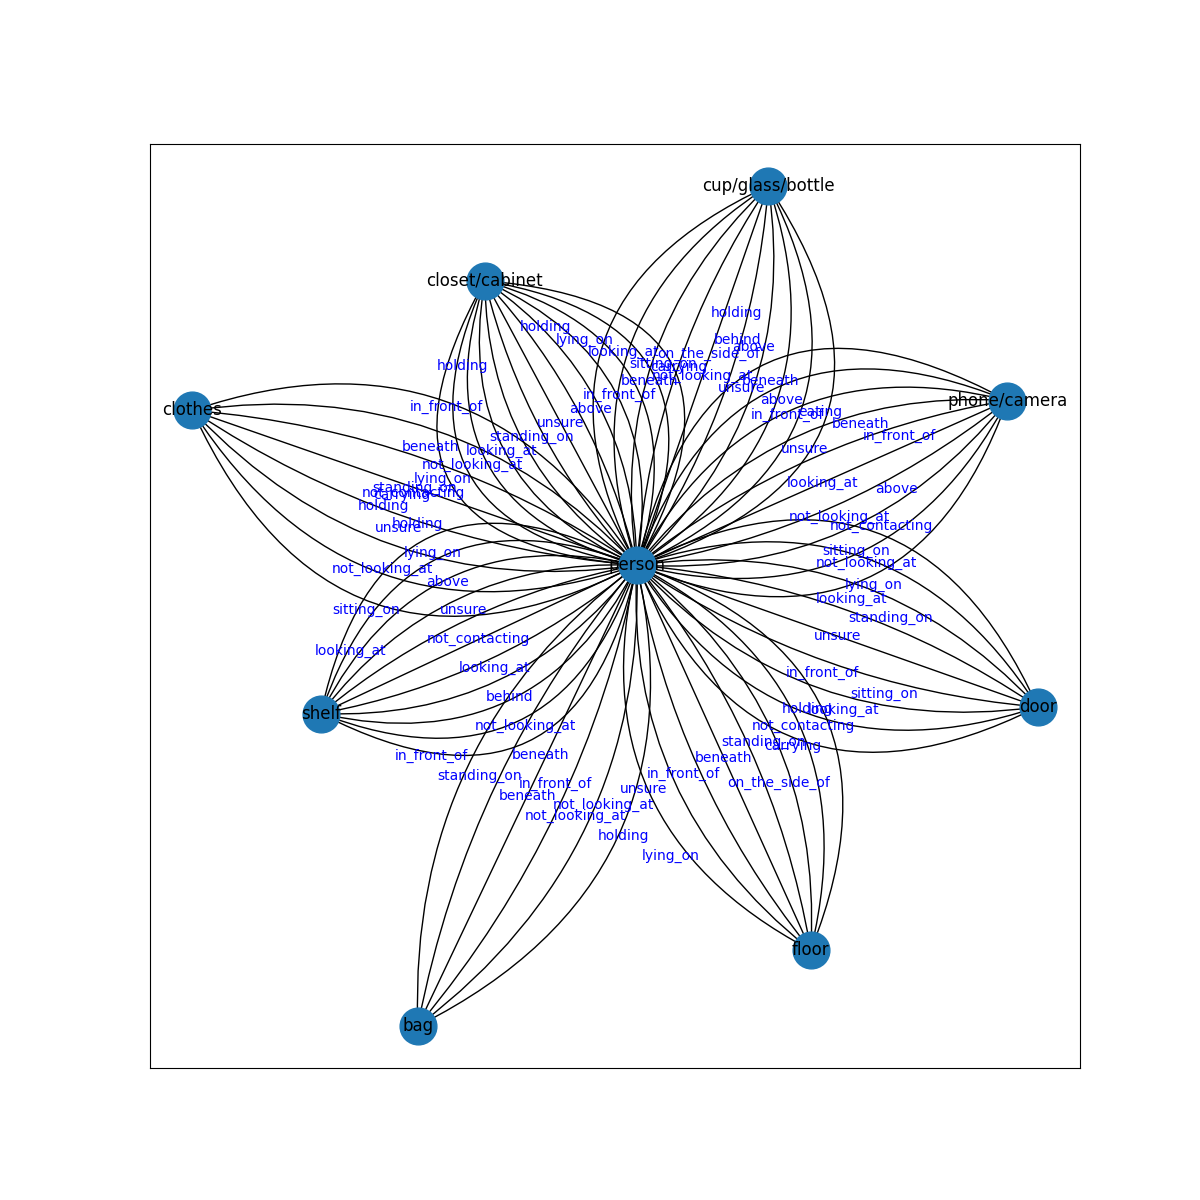 cup/glass/bottle
closet/cabinet
holding
holding
lying_on
behind
above
looking_at
on_the_side_of
sitting_on
holding
carrying
not_looking_at
beneath
beneath
unsure
in_front_of
above
phone/camera
clothes
in_front_of
above
in_front_of
eating
unsure
beneath
standing_on
in_front_of
beneath
looking_at
unsure
not_looking_at
lying_on
looking_at
standing_on
above
not_contacting
carrying
holding
not_looking_at
holding
unsure
not_contacting
lying_on
sitting_on
person
not_looking_at
not_looking_at
above
lying_on
looking_at
sitting_on
unsure
standing_on
unsure
not_contacting
looking_at
looking_at
in_front_of
behind
sitting_on
shelf
holding
looking_at
door
not_looking_at
not_contacting
standing_on
carrying
in_front_of
beneath
beneath
standing_on
in_front_of
in_front_of
on_the_side_of
beneath
unsure
not_looking_at
not_looking_at
holding
lying_on
floor
bag